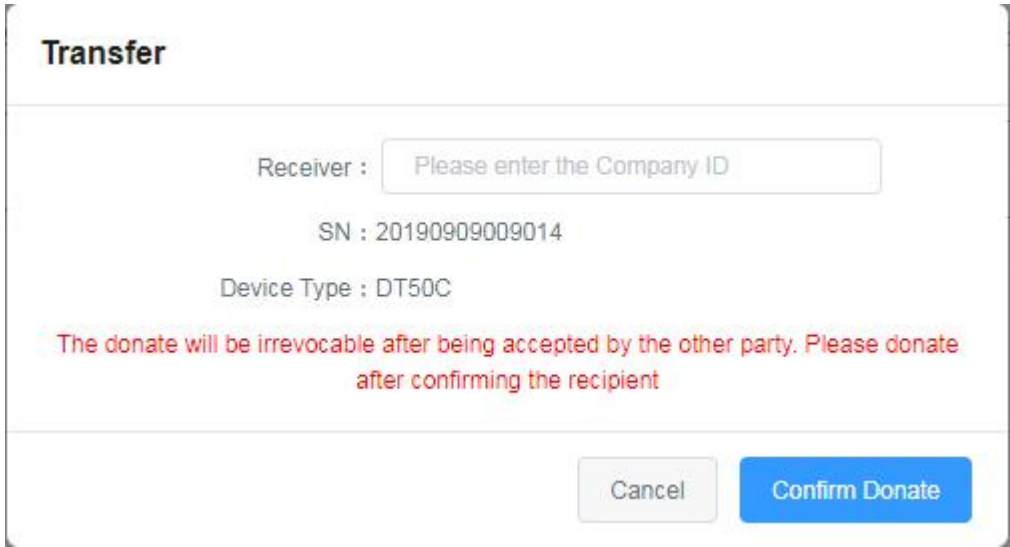 Transfer
Receiver : Please enter the Company ID
SN : 20190909009014
Device Type : DT50C
The donate will be irrevocable after being accepted by the other party. Please donate
after confirming the recipient
Cancel Confirm Donate